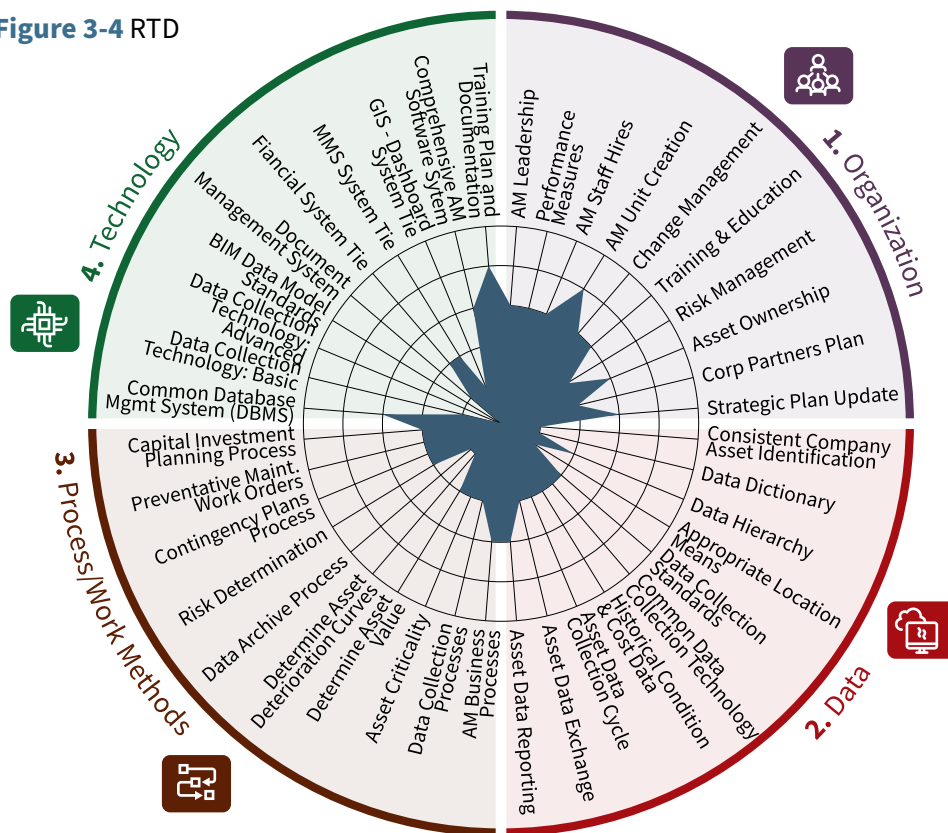 Figure 3-4 RTD
1. Organization
AM Leadership
Performance
Measures
AM Staff Hires
AM Unit Creation
Change Management
Training & Education
Risk Management
Asset Ownership
Corp Partners Plan
Strategic Plan Update
2. Data
Consistent Company
Asset Identification
Data Dictionary
Data Hierarchy
Appropriate Location
Means
Data Collection
Standards
Common Data
Collection Technology
Historical Condition
& Cost Data
Asset Data
Collection Cycle
Asset Data Exchange
Asset Data Reporting
3. Process/Work Methods
AM Business
Processes
Data Collection
Processes
Asset Criticality
Determine Asset
Value
Determine Asset
Deterioration Curves
Data Archive Process
Risk Determination
Contingency Plans
Process
Preventative Maint.
Work Orders
Capital Investment
Planning Process
4. Technology
Common Database
Mgmt System (DBMS)
Data Collection
Technology: Basic
Data Collection
Technology:
Advanced
BIM Data Model
Standards
Document
Management System
Fiancial System Tie
MMS System Tie
GIS - Dashboard
System Tie
Comprehensive AM
Software Sytem
Training Plan and
Documentation